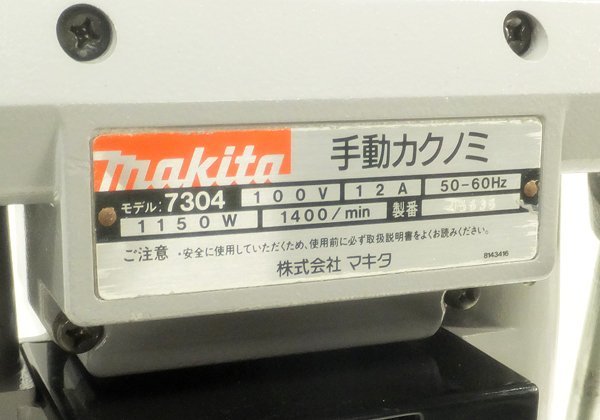 makita 手動カクノミ
モデル:7304 100V 12A 50-60Hz
1150W 1400/min 製番
ご注意 ・安全に使用していただくため、使用前に必ず取扱説明書をよくお読みください。
株式会社 マキタ
8143416